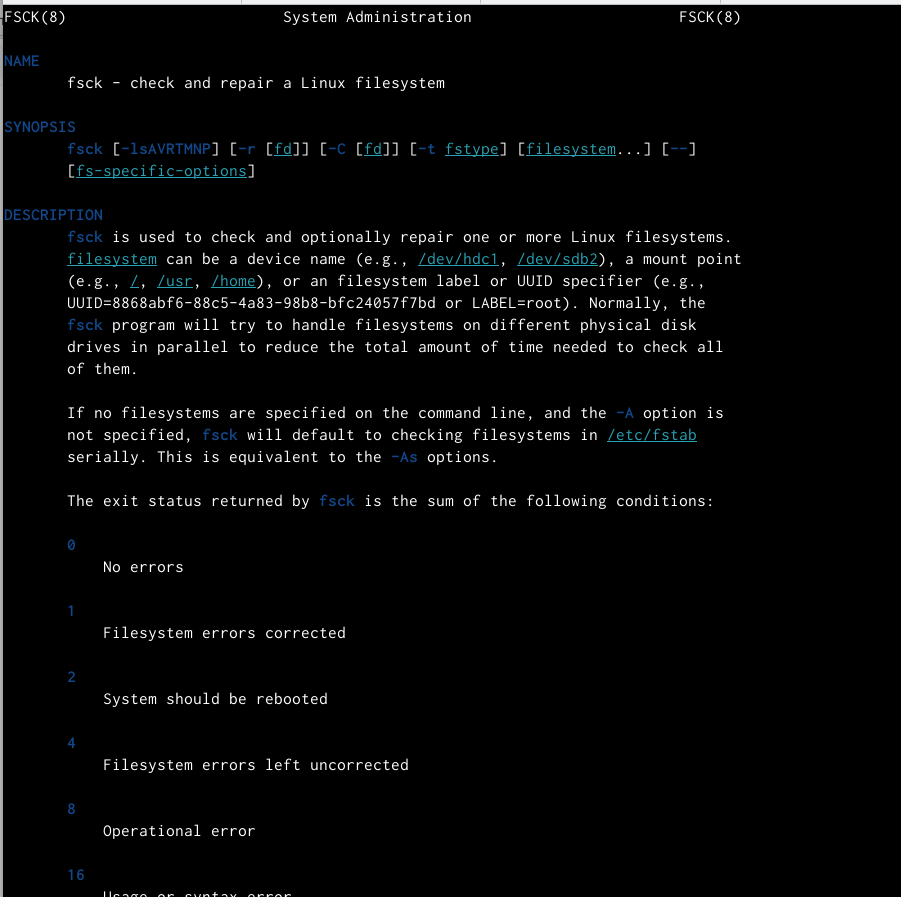 FSCK(8) System Administration FSCK(8)
NAME
fsck - check and repair a Linux filesystem
SYNOPSIS
fsck [-lsAVRTMNP] [-r [fd]] [-C [fd]] [-t fstype] [filesystem...] [--]
[fs-specific-options]
DESCRIPTION
fsck is used to check and optionally repair one or more Linux filesystems.
filesystem can be a device name (e.g., /dev/hdc1, /dev/sdb2), a mount point
(e.g., /, /usr, /home), or an filesystem label or UUID specifier (e.g.,
UUID=8868abf6-88c5-4a83-98b8-bfc24057f7bd or LABEL=root). Normally, the
fsck program will try to handle filesystems on different physical disk
drives in parallel to reduce the total amount of time needed to check all
of them.
If no filesystems are specified on the command line, and the -A option is
not specified, fsck will default to checking filesystems in /etc/fstab
serially. This is equivalent to the -As options.
The exit status returned by fsck is the sum of the following conditions:
0
No errors
1
Filesystem errors corrected
2
System should be rebooted
4
Filesystem errors left uncorrected
8
Operational error
16
Usage or syntax error